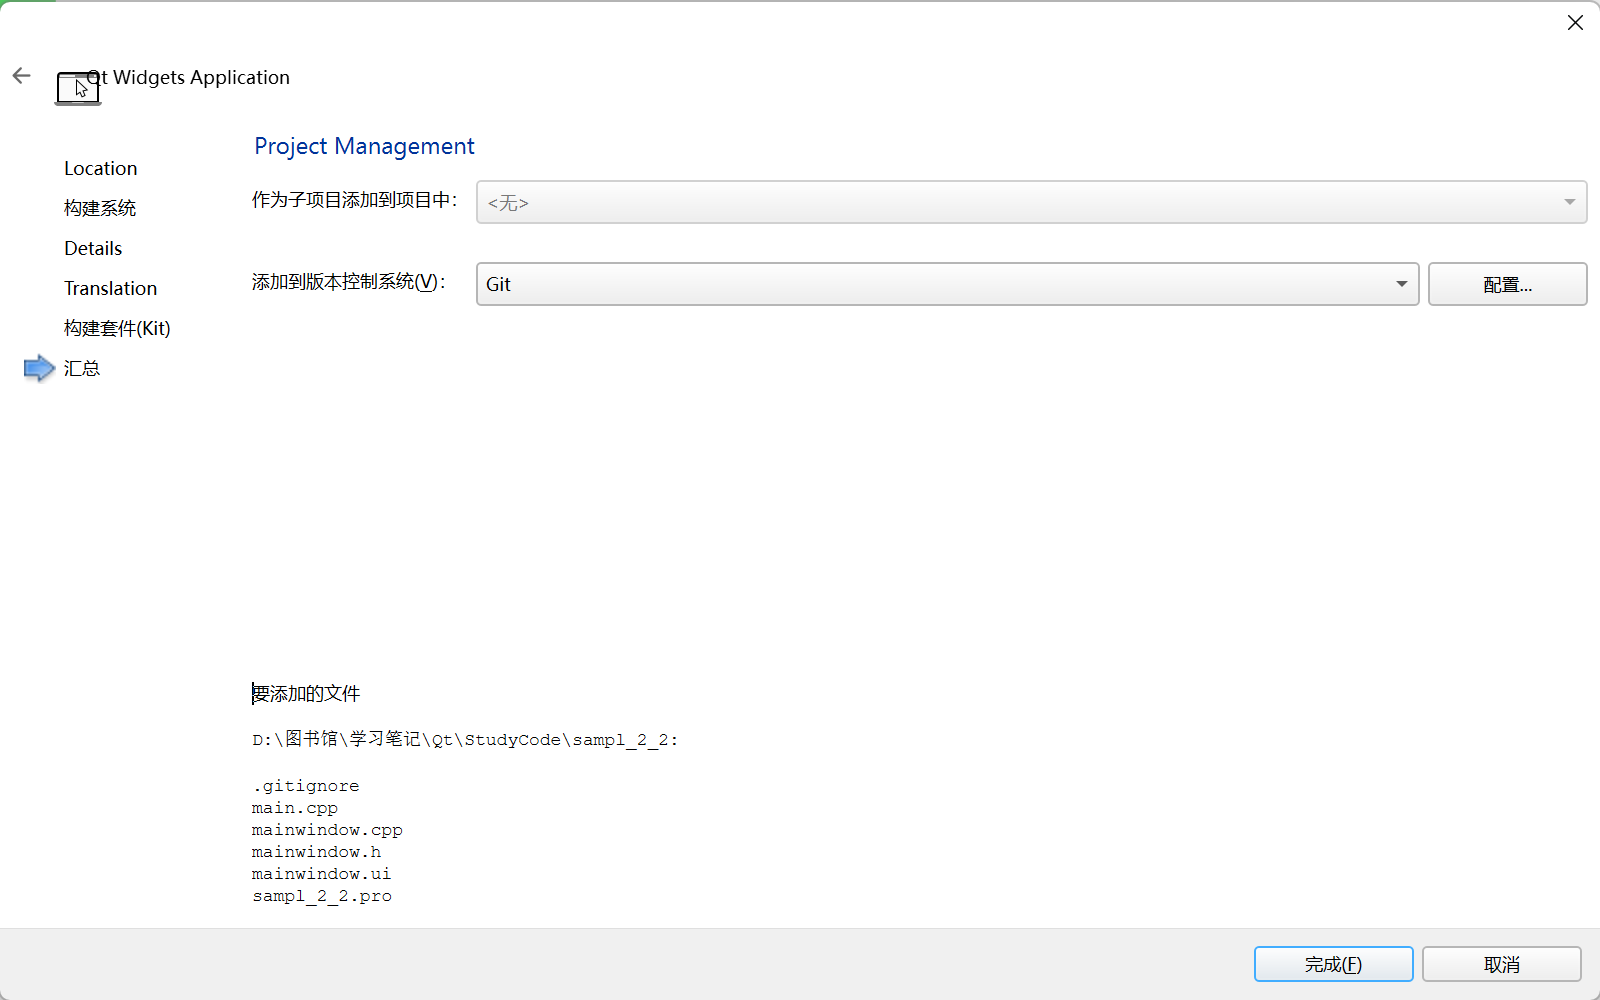 Qt Widgets Application
Location
构建系统
Details
Translation
构建套件(Kit)
汇总
Project Management
作为子项目添加到项目中:
<无>
添加到版本控制系统(V):
Git
配置...
要添加的文件
D:\图书馆\学习笔记\Qt\StudyCode\sampl_2_2:
.gitignore
main.cpp
mainwindow.cpp
mainwindow.h
mainwindow.ui
sampl_2_2.pro
完成(F)
取消